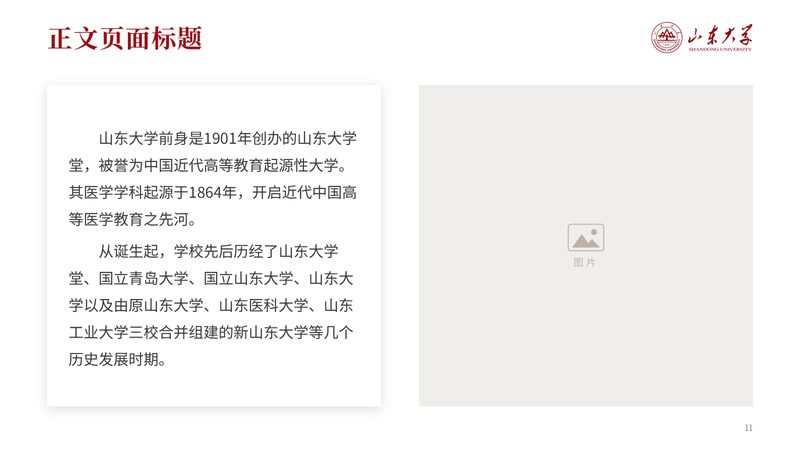 正文页面标题
山东大学
SHANDONG UNIVERSITY
山东大学前身是1901年创办的山东大学
堂，被誉为中国近代高等教育起源性大学。
其医学学科起源于1864年，开启近代中国高
等医学教育之先河。
从诞生起，学校先后历经了山东大学
堂、国立青岛大学、国立山东大学、山东大
学以及由原山东大学、山东医科大学、山东
工业大学三校合并组建的新山东大学等几个
历史发展时期。
图片
11